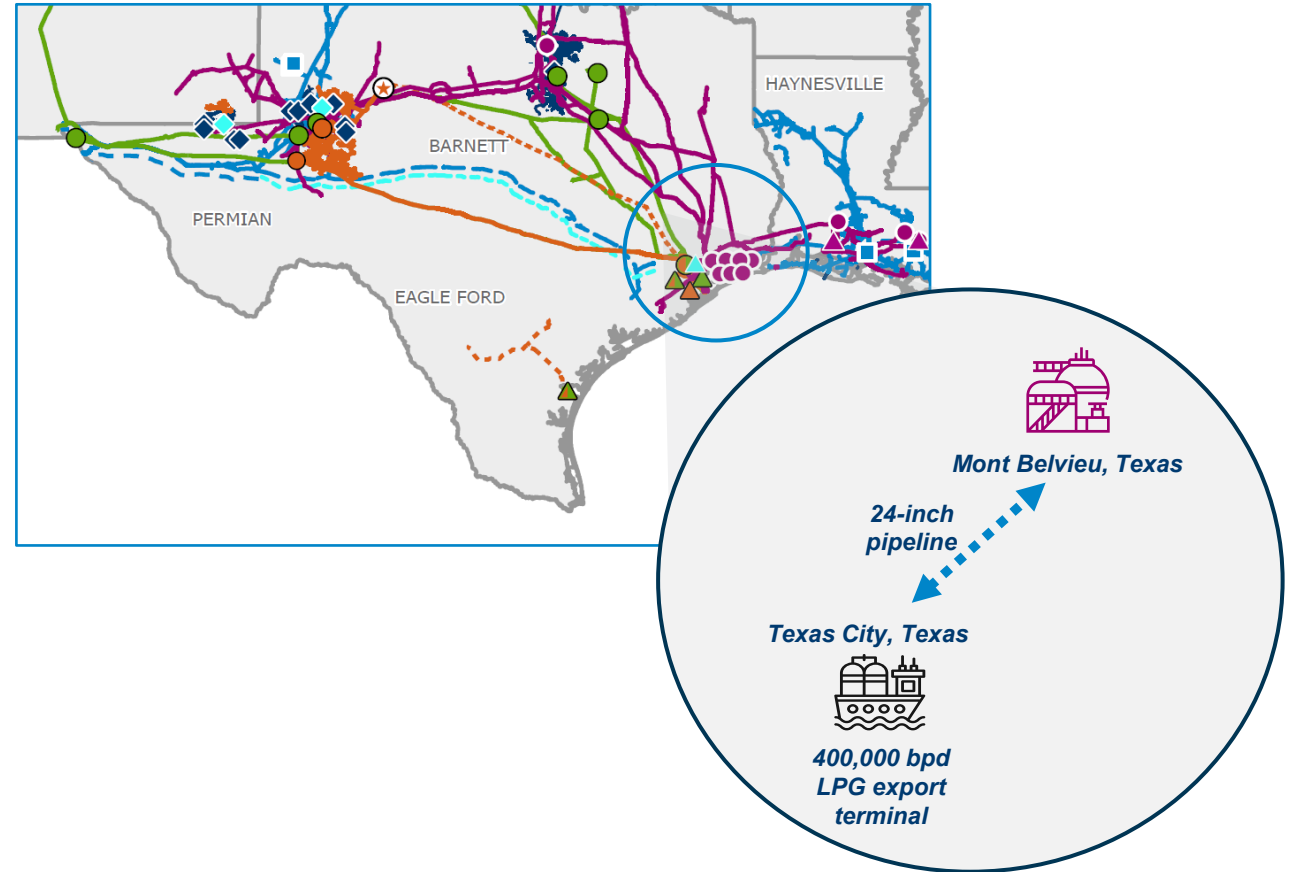 HAYNESVILLE
BARNETT
PERMIAN
EAGLE FORD
Mont Belvieu, Texas
24-inch
pipeline
Texas City, Texas
400,000 bpd
LPG export
terminal